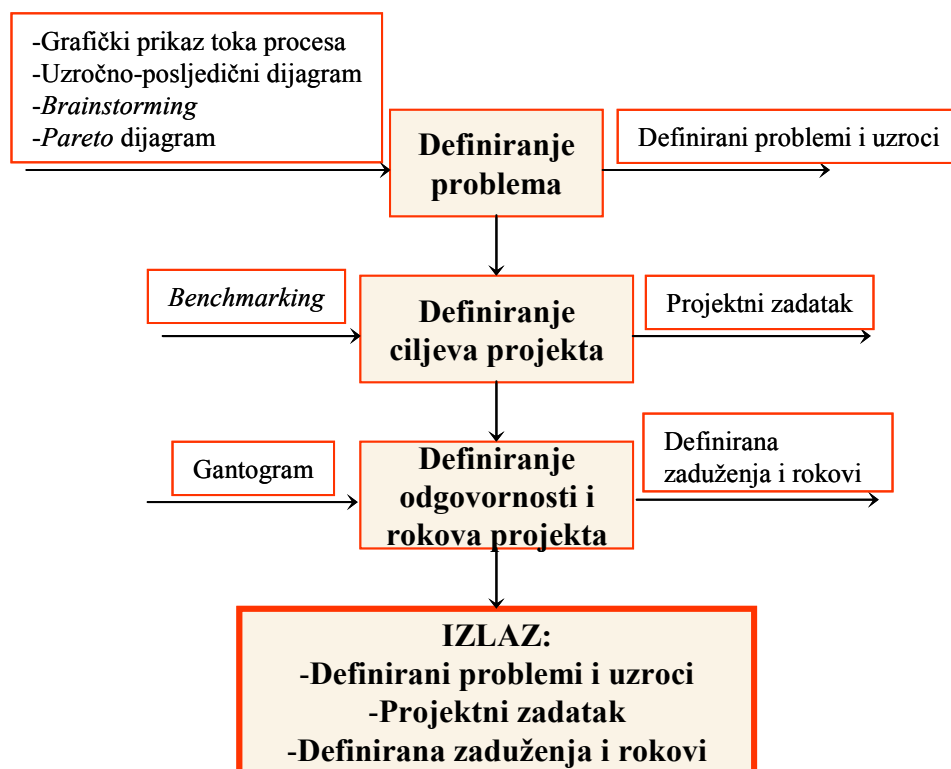 -Grafički prikaz toka procesa
-Uzročno-posljedični dijagram
-Brainstorming
-Pareto dijagram
Definiranje
problema
Definirani problemi i uzroci
Benchmarking
Definiranje
ciljeva projekta
Projektni zadatak
Gantogram
Definiranje
odgovornosti i
rokova projekta
Definirana
zaduženja i rokovi
IZLAZ:
-Definirani problemi i uzroci
-Projektni zadatak
-Definirana zaduženja i rokovi